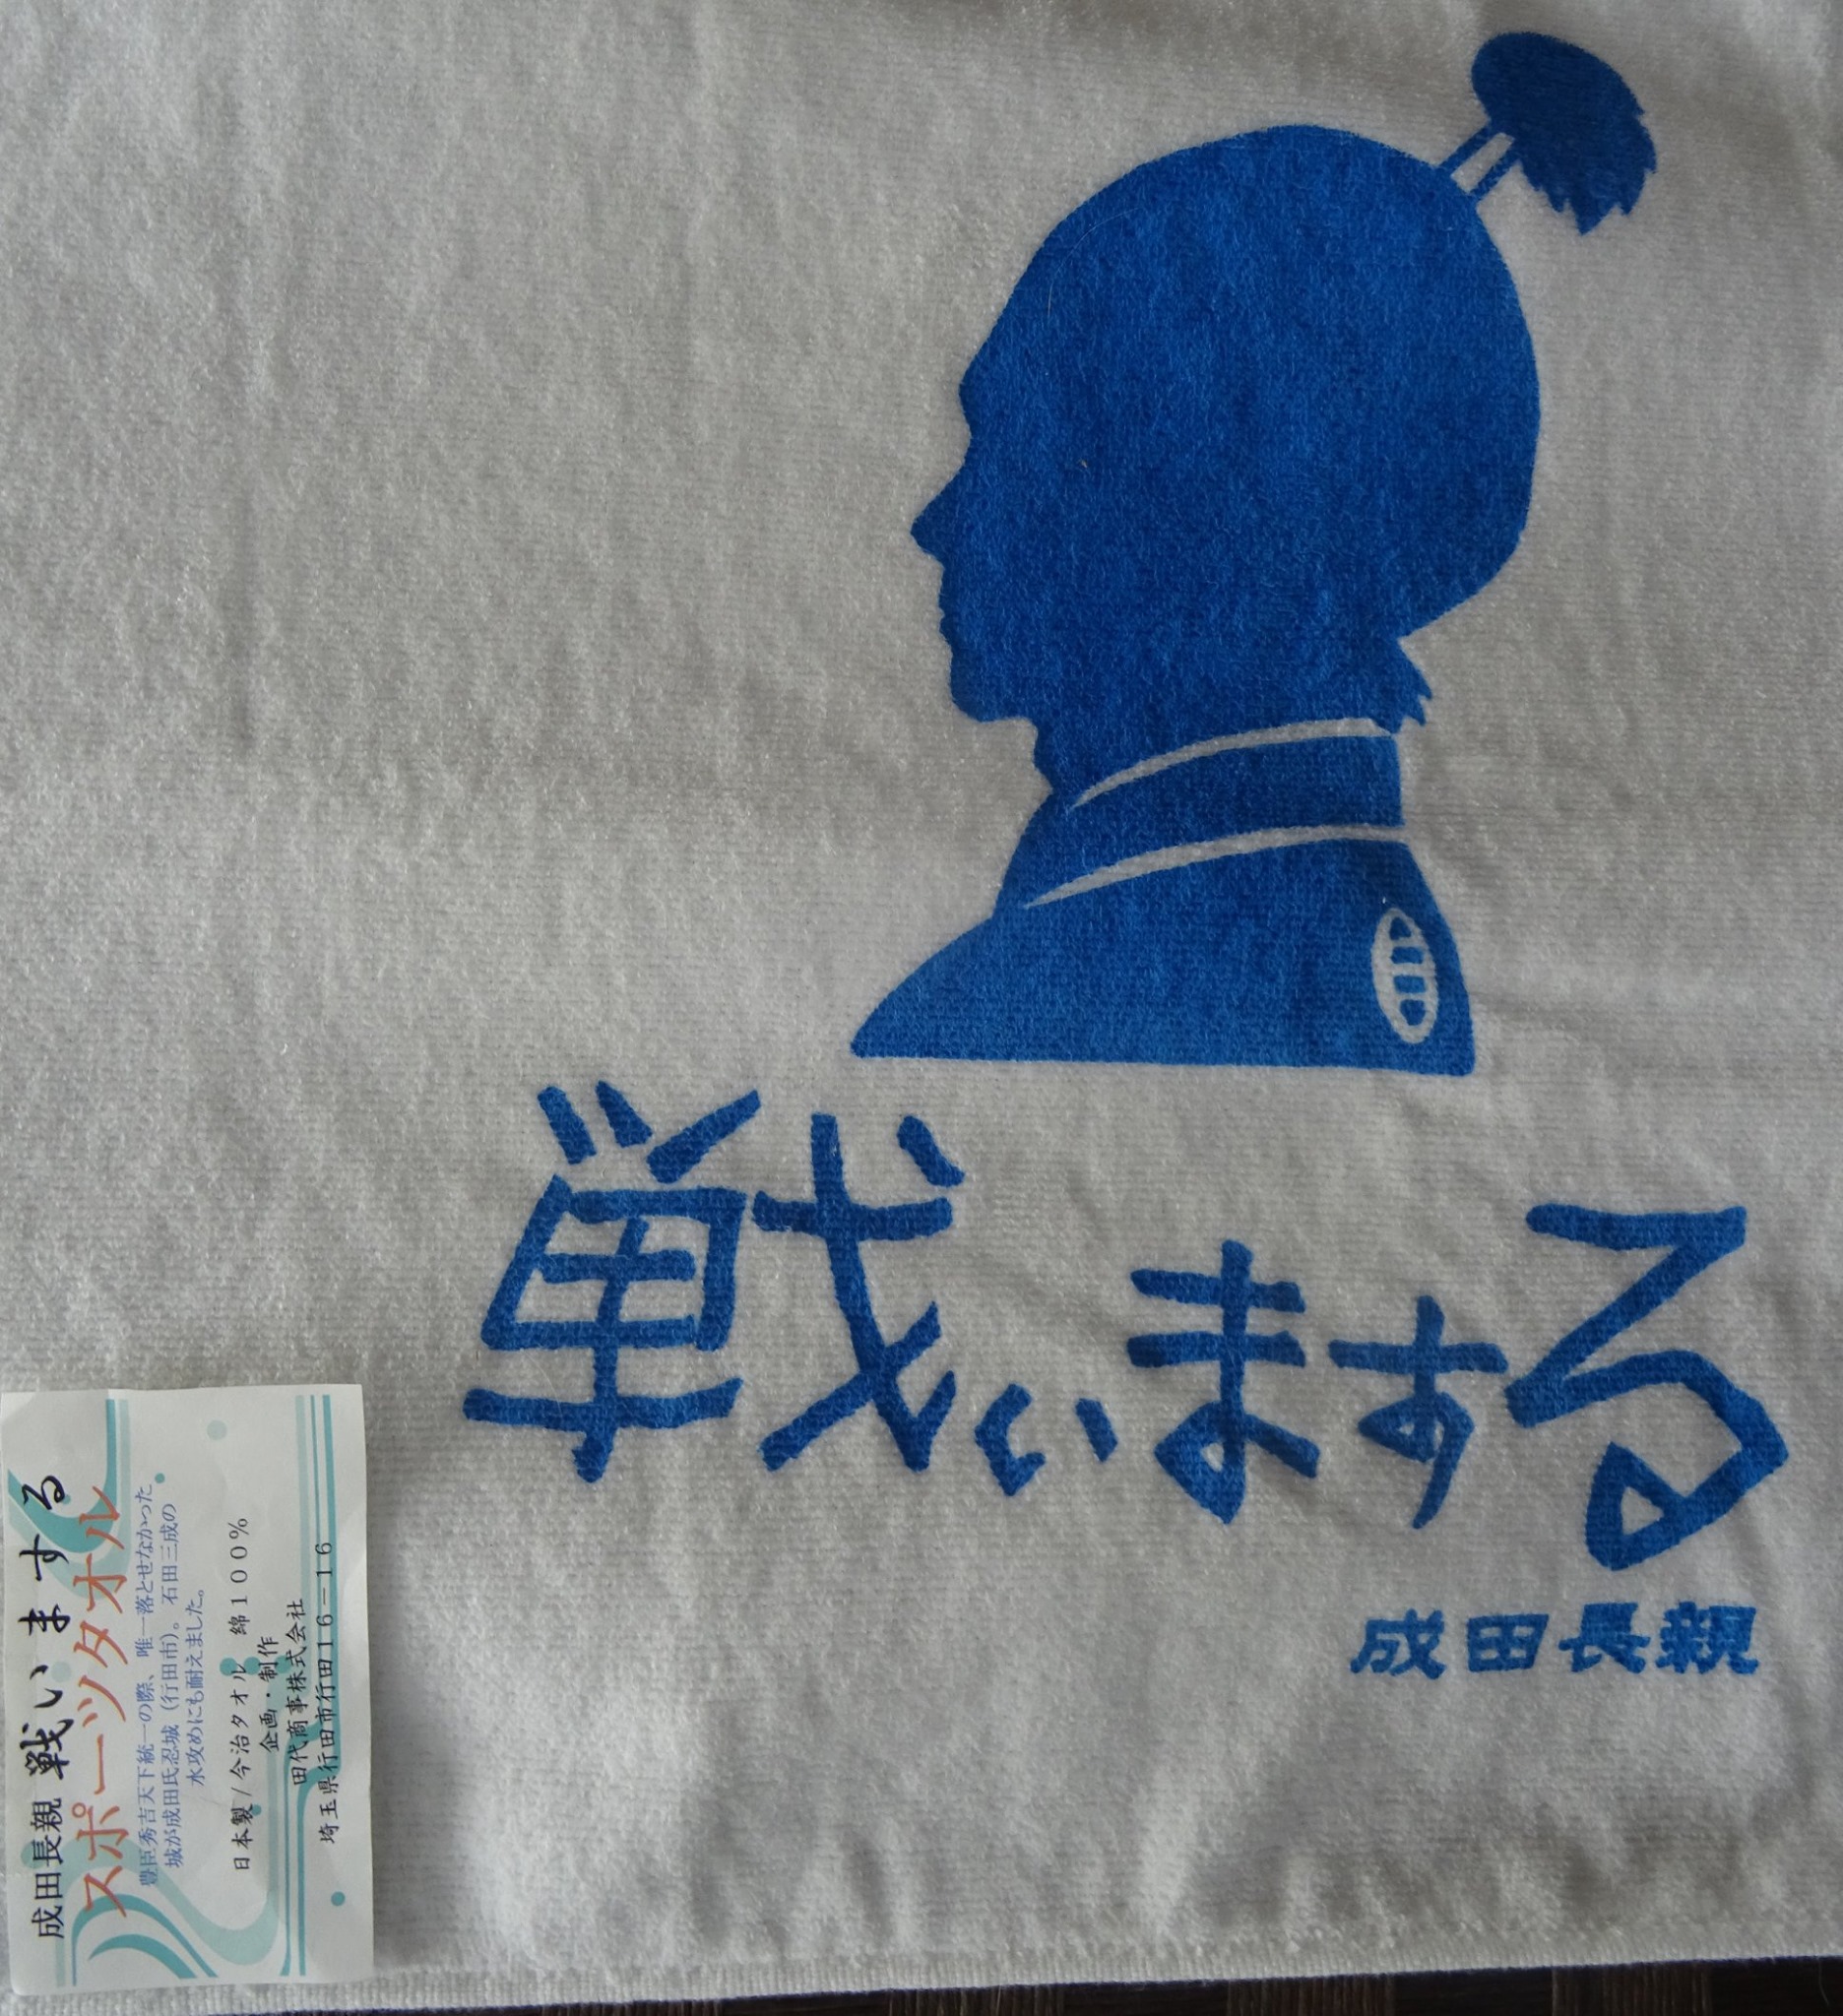 戦いまする
成田長親
成田長親 戦いまする
スポーツタオル
豊臣秀吉天下統一の際、唯一落とせなかった
城が成田氏忍城(行田市)。石田三成の
水攻めにも耐えました。
日本製/今治タオル 綿100%
企画・制作
田代商事株式会社
埼玉県行田市行田16-16